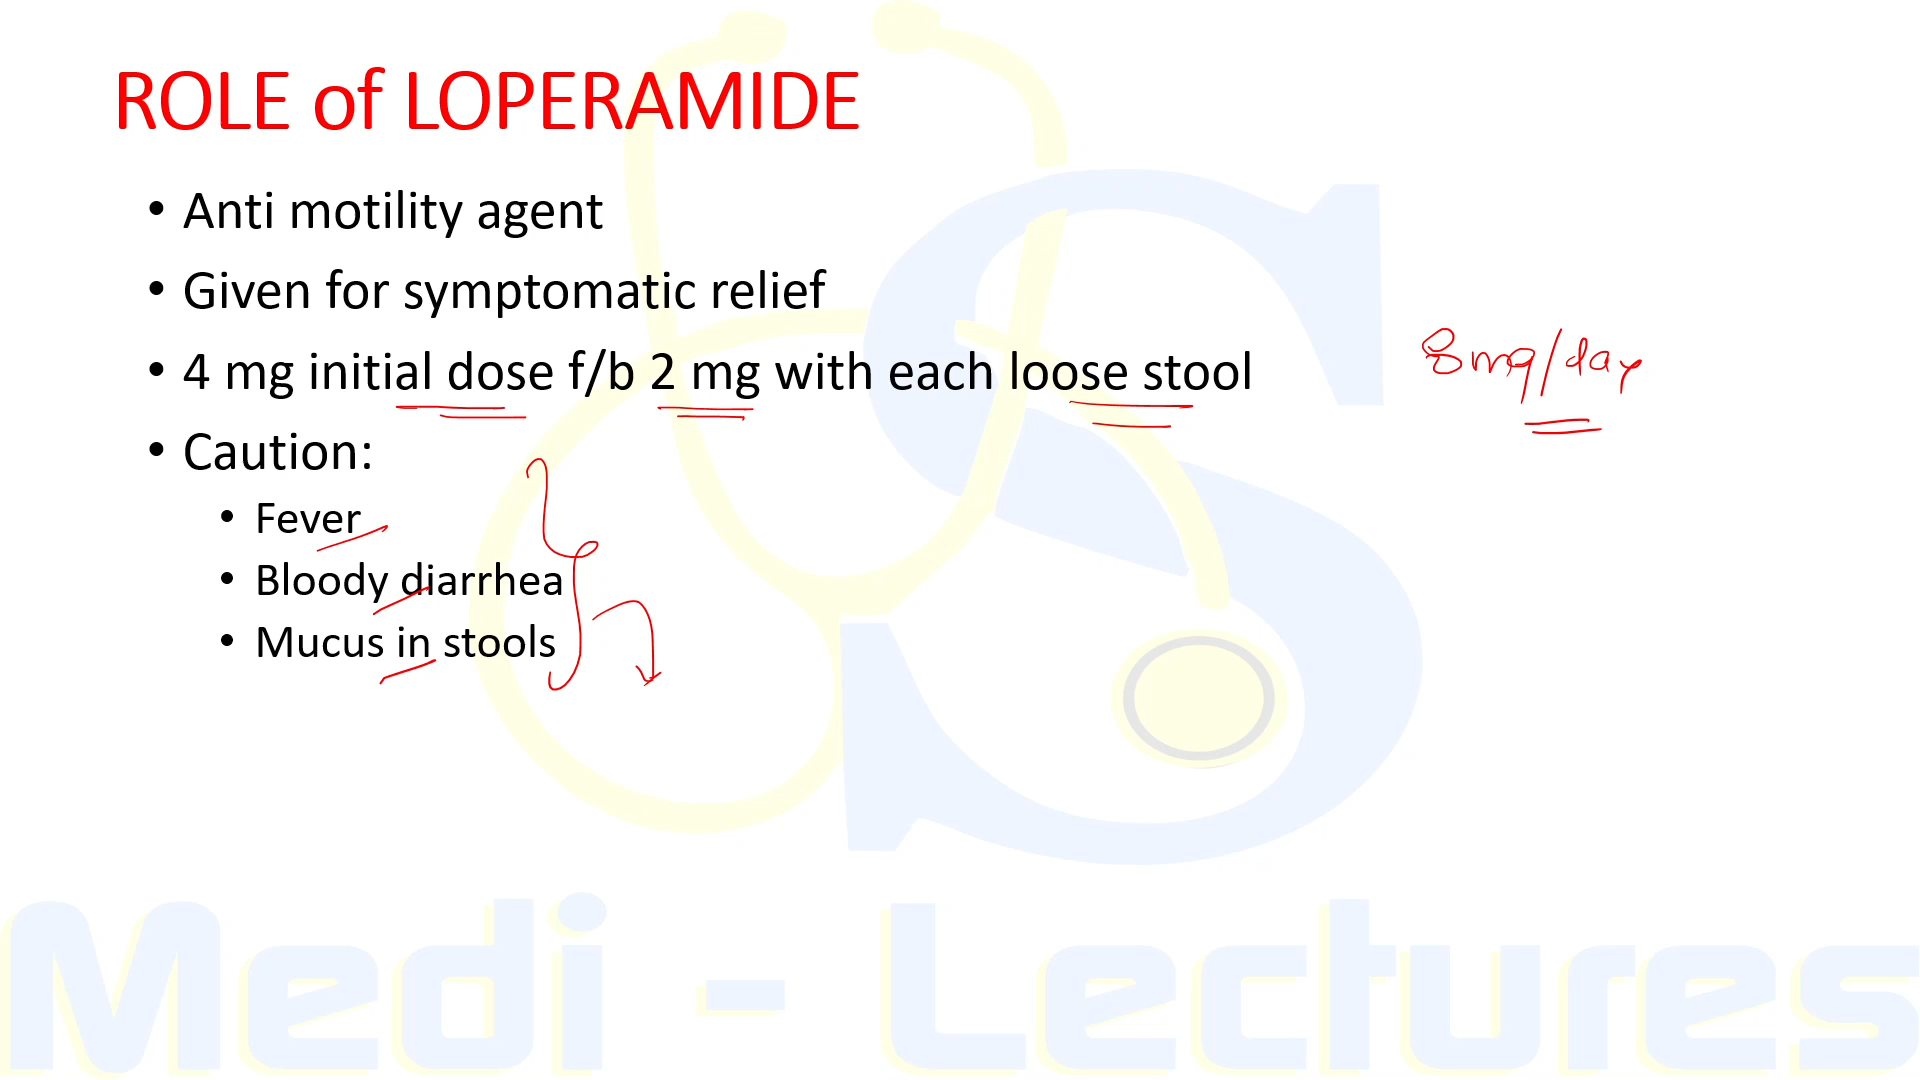 ROLE of LOPERAMIDE
• Anti motility agent
• Given for symptomatic relief
• 4 mg initial dose f/b 2 mg with each loose stool
8mg/day
• Caution:
• Fever
• Bloody diarrhea
• Mucus in stools
Medi - Lectures